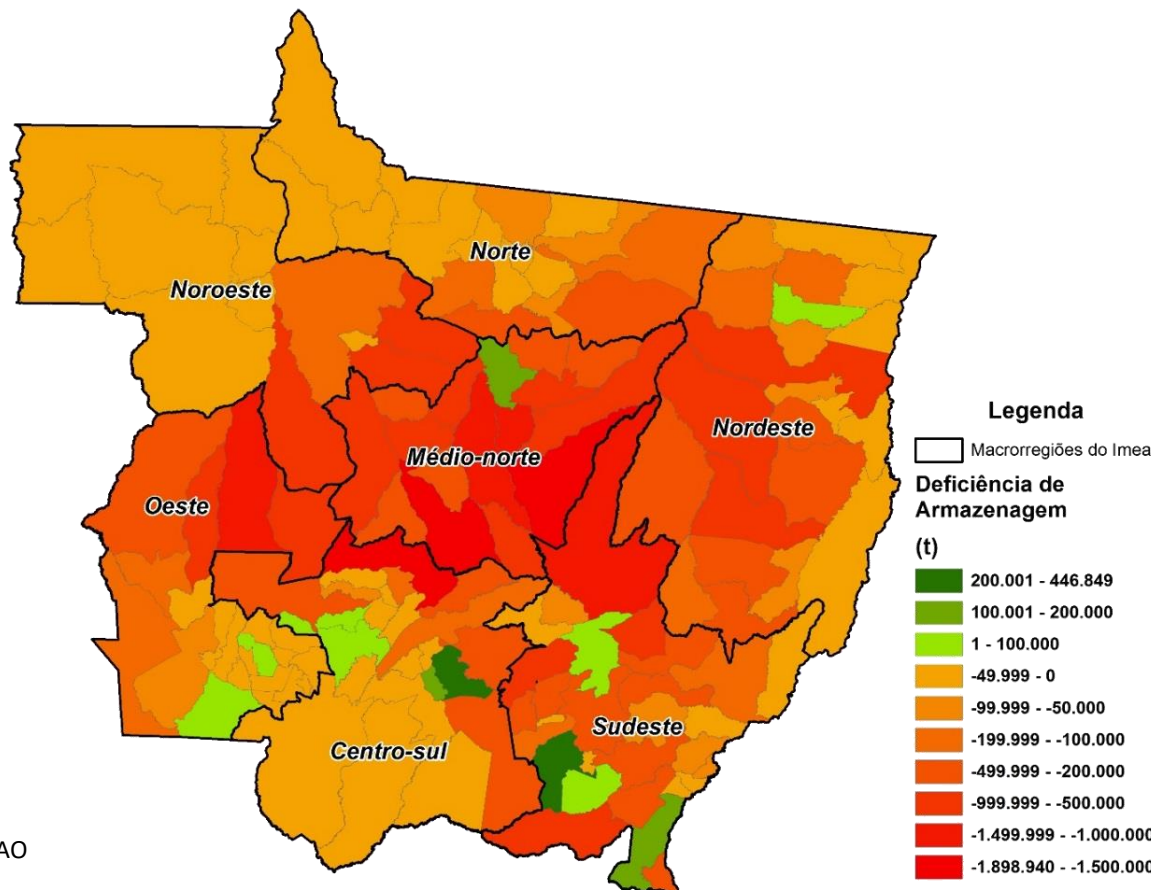 Norte
Noroeste
Nordeste
Médio-norte
Oeste
Sudeste
Centro-sul
Legenda
Macrorregiões do Imea
Deficiência de
Armazenagem
(t)
200.001 - 446.849
100.001 - 200.000
1 - 100.000
-49.999 - 0
-99.999 - -50.000
-199.999 - -100.000
-499.999 - -200.000
-999.999 - -500.000
-1.499.999 - -1.000.000
-1.898.940 - -1.500.000
AO